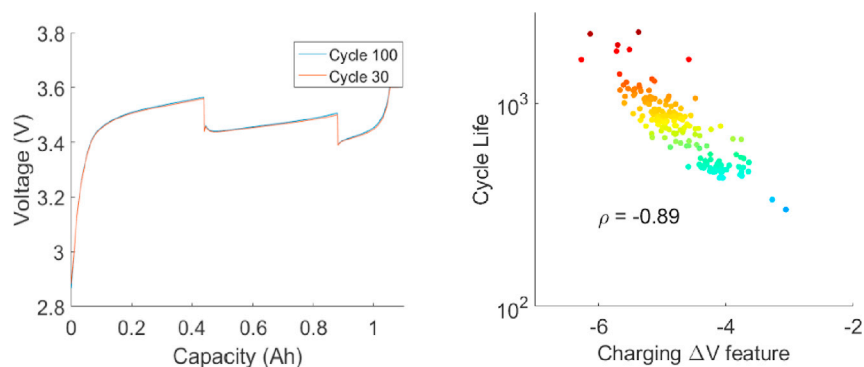 3.8
3.6
3.4
3.2
3
2.8
Voltage (V)
Cycle 100
Cycle 30
0
0.2
0.4
0.6
0.8
1
Capacity (Ah)
10³
10²
Cycle Life
ρ = -0.89
-6
-4
-2
Charging ΔV feature